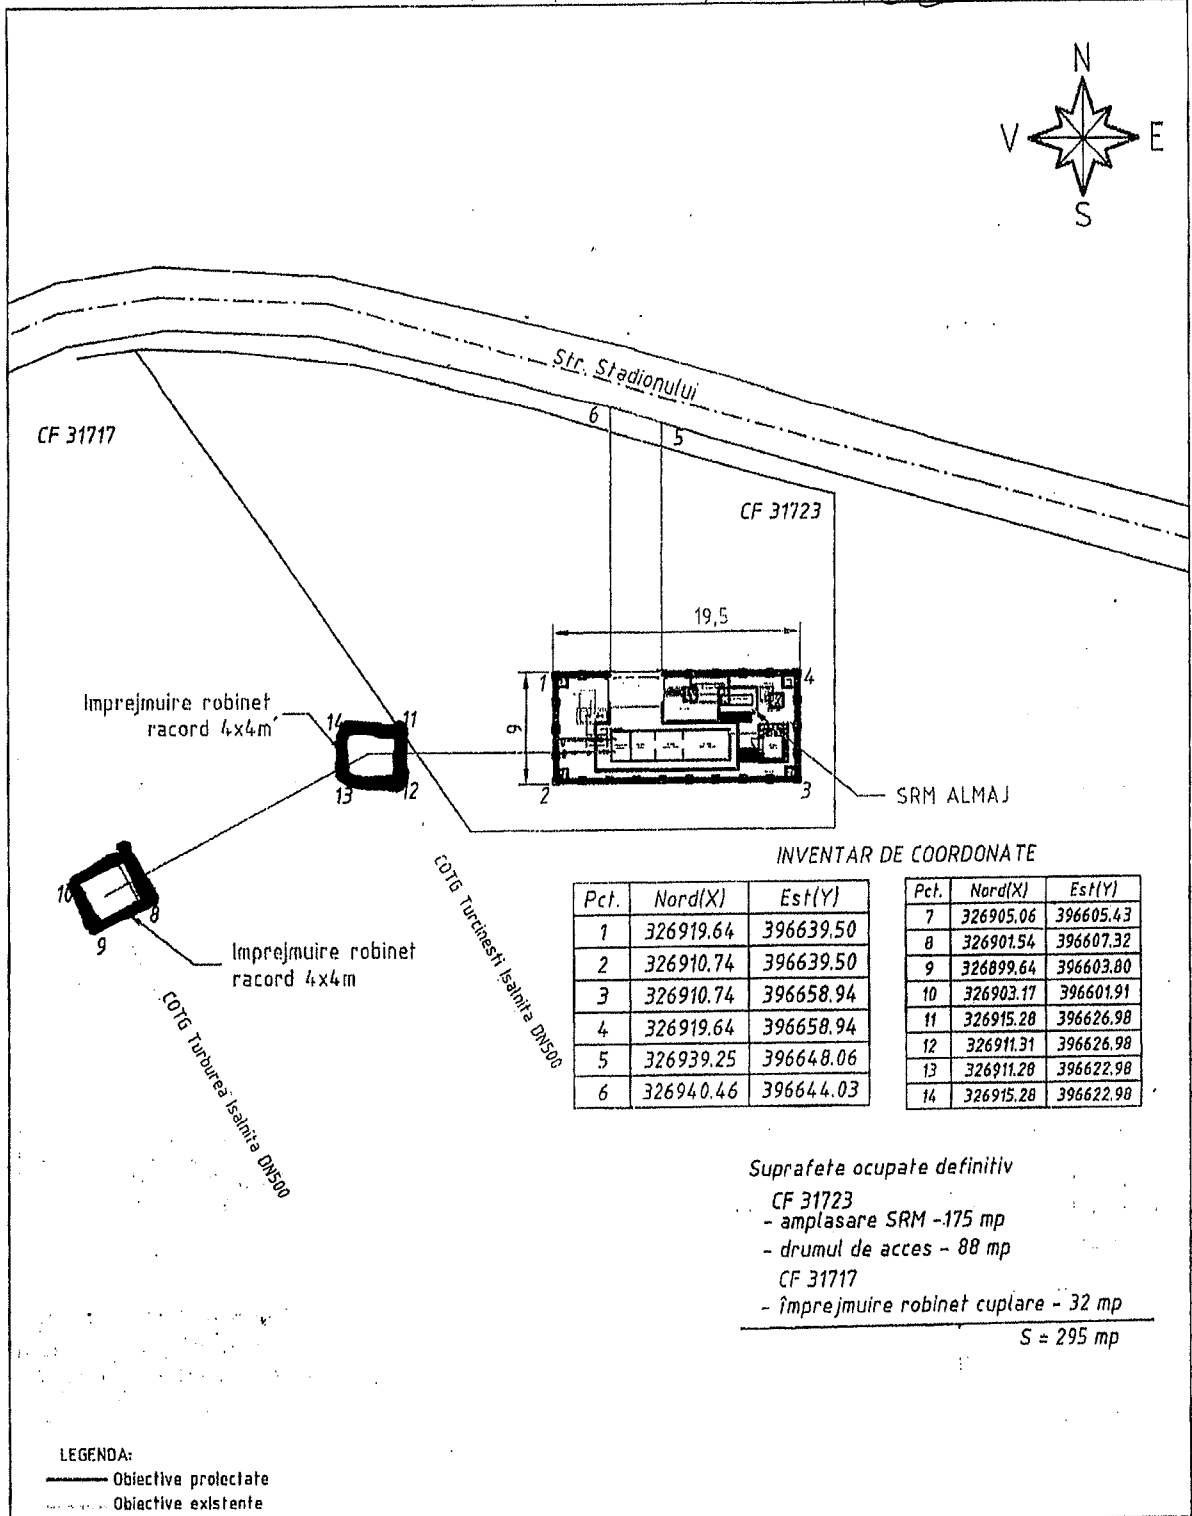 N
V E
S
Str. Stadionului
CF 31717
6
5
CF 31723
19,5
1
4
Imprejmuire robinet
racord 4x4m
14
11
9
13
12
2
3
SRM ALMAJ
10
8
9
Imprejmuire robinet
racord 4x4m
COTG Turcinesti Isalnita DN500
COTG Turburea Isalnita DN500
INVENTAR DE COORDONATE
Pct. Nord(X) Est(Y)
1 326919.64 396639.50
2 326910.74 396639.50
3 326910.74 396658.94
4 326919.64 396658.94
5 326939.25 396648.06
6 326940.46 396644.03
Pct. Nord(X) Est(Y)
7 326905.06 396605.43
8 326901.54 396607.32
9 326899.64 396603.80
10 326903.17 396601.91
11 326915.28 396626.98
12 326911.31 396626.98
13 326911.28 396622.98
14 326915.28 396622.98
Suprafete ocupate definitiv
CF 31723
- amplasare SRM - 175 mp
- drumul de acces - 88 mp
CF 31717
- împrejmuire robinet cuplare - 32 mp
S = 295 mp
LEGENDA:
Obiective proiectate
Obiective existente